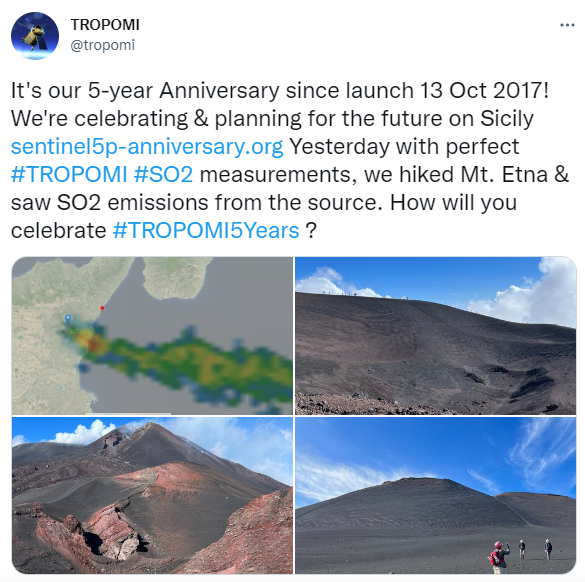 TROPOMI
@tropomi
It's our 5-year Anniversary since launch 13 Oct 2017!
We're celebrating & planning for the future on Sicily
sentinel5p-anniversary.org Yesterday with perfect
#TROPOMI #SO2 measurements, we hiked Mt. Etna &
saw SO2 emissions from the source. How will you
celebrate #TROPOMI5Years ?